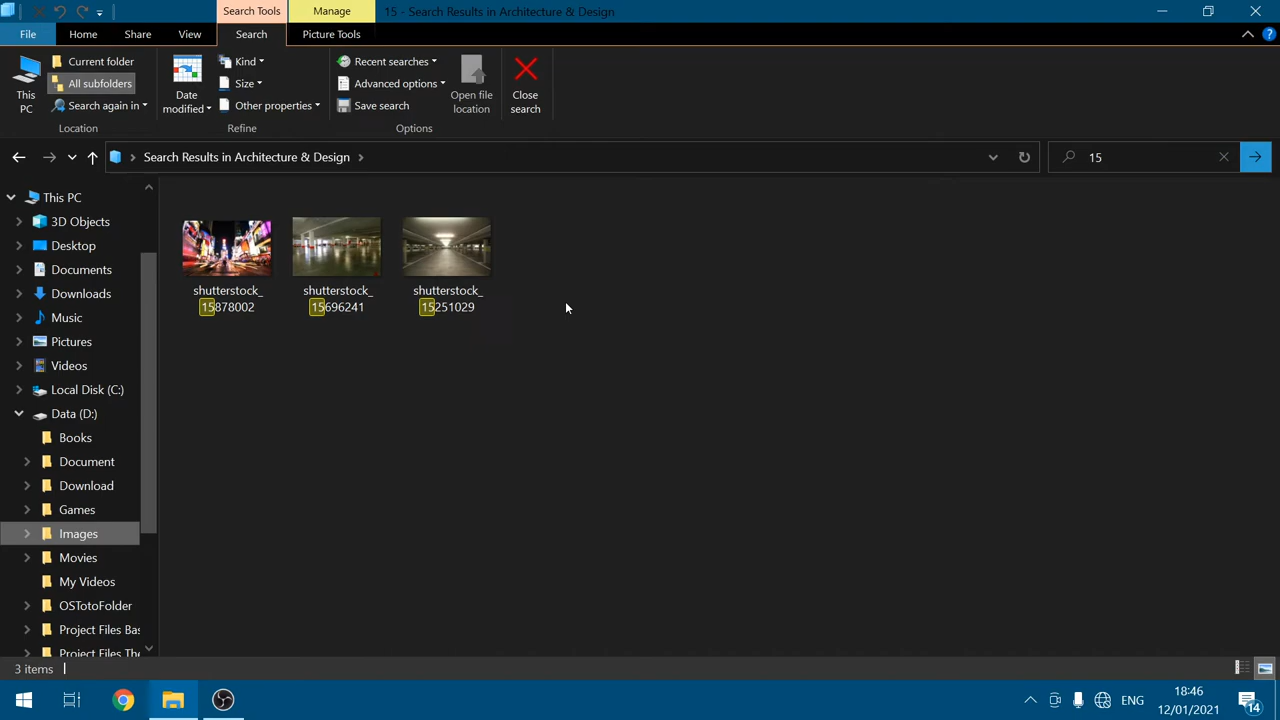 Search Tools
Manage
15 - Search Results in Architecture & Design
File
Home
Share
View
Search
Picture Tools
This PC
Current folder
All subfolders
Search again in
Location
Date modified
Kind
Size
Other properties
Refine
Recent searches
Advanced options
Save search
Options
Open file location
Close search
Search Results in Architecture & Design
15
This PC
3D Objects
Desktop
Documents
Downloads
Music
Pictures
Videos
Local Disk (C:)
Data (D:)
Books
Document
Download
Games
Images
Movies
My Videos
OSTotoFolder
Project Files Bas
Project Files The
shutterstock_
15878002
shutterstock_
15696241
shutterstock_
15251029
3 items
ENG
18:46
12/01/2021
14